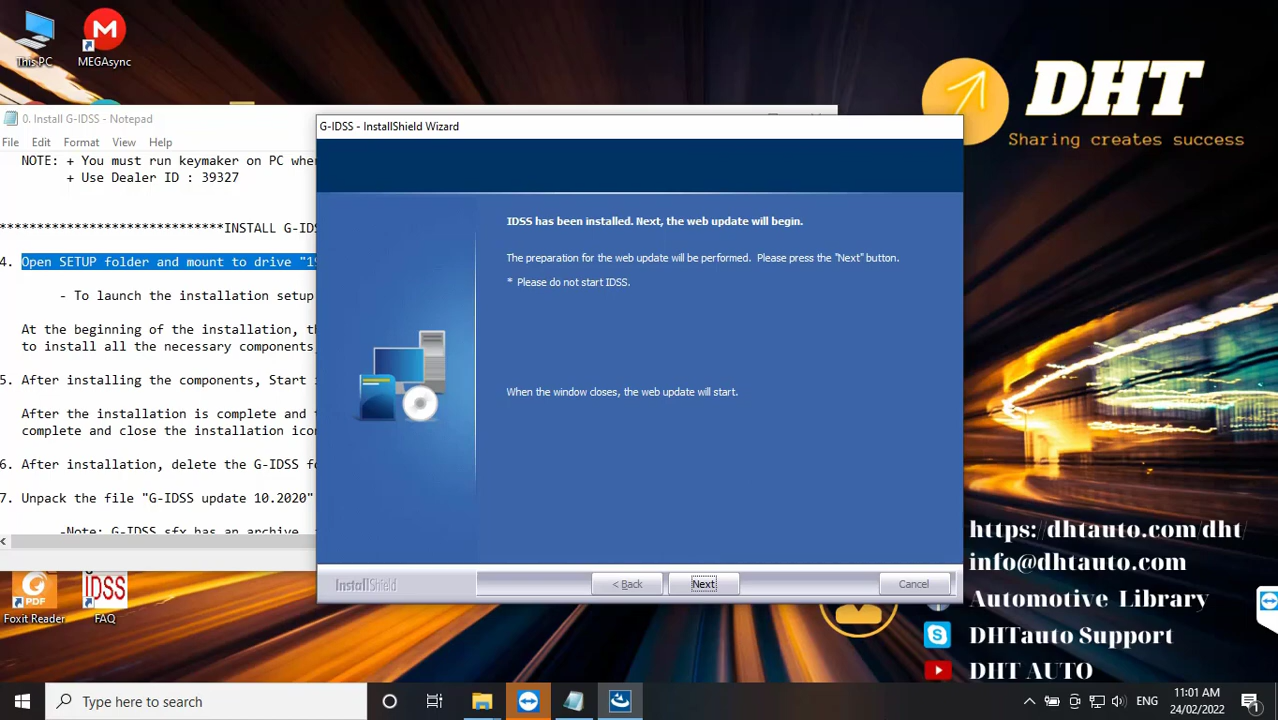 This PC
MEGAsync
DHT
Sharing creates success
0. Install G-IDSS - Notepad
File Edit Format View Help
NOTE: + You must run keymaker on PC
+ Use Dealer ID : 39327
*****************************INSTALL
4. Open SETUP folder and mount to drive
- To launch the installation setup
At the beginning of the installation,
to install all the necessary components,
5. After installing the components, Start
After the installation is complete and
complete and close the installation
6. After installation, delete the G-IDSS
7. Unpack the file "G-IDSS update 10.2020"
-Note: G-IDSS sfx has an archive,
G-IDSS - InstallShield Wizard
IDSS has been installed. Next, the web update will begin.
The preparation for the web update will be performed. Please press the "Next" button.
* Please do not start IDSS.
When the window closes, the web update will start.
InstallShield
< Back
Next
Cancel
PDF
Foxit Reader
IDSS
FAQ
https://dhtauto.com/dht/
info@dhtauto.com
Automotive Library
DHTauto Support
DHT AUTO
Type here to search
ENG
11:01 AM
24/02/2022